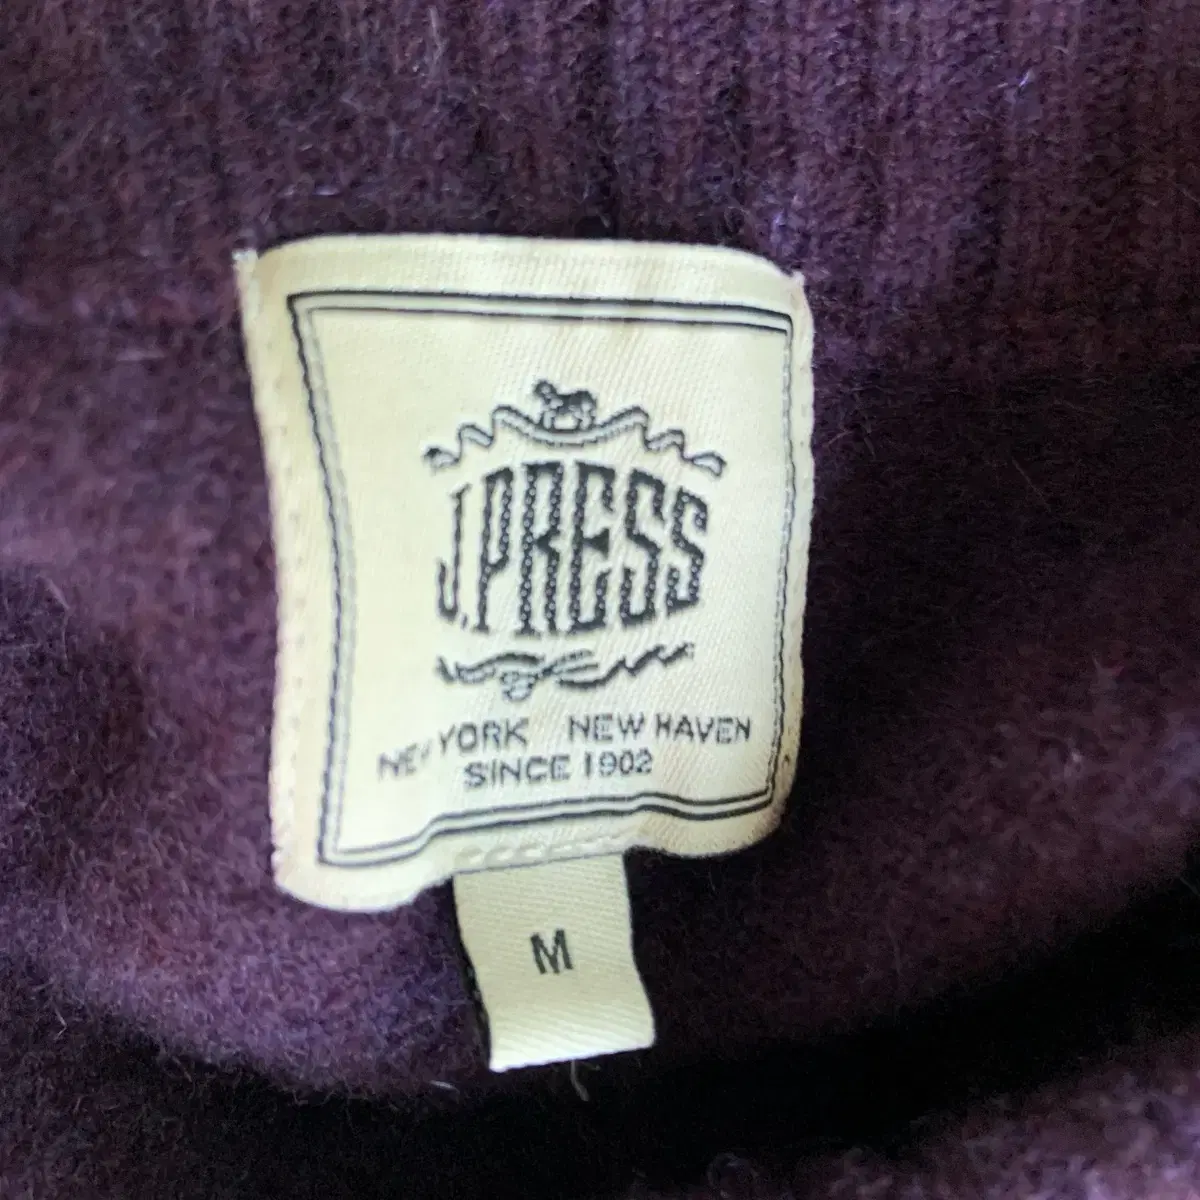 J.PRESS
NEW YORK NEW HAVEN
SINCE 1902
M